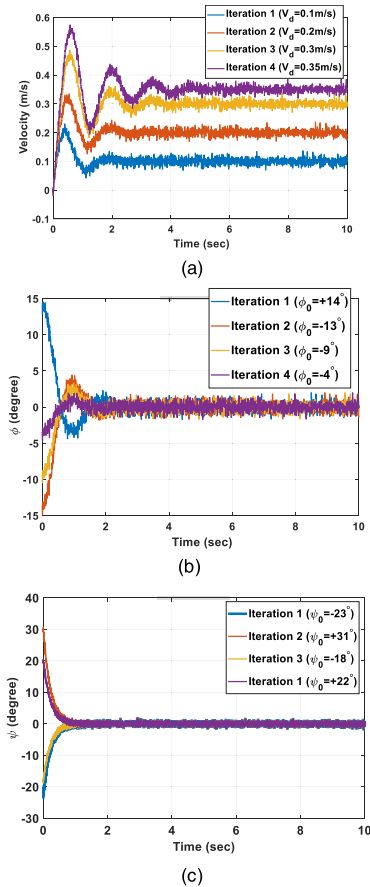 0.6
0.5
0.4
0.3
0.2
0.1
0
-0.1
Velocity (m/s)
Iteration 1 (V_d=0.1m/s)
Iteration 2 (V_d=0.2m/s)
Iteration 3 (V_d=0.3m/s)
Iteration 4 (V_d=0.35m/s)
0 2 4 6 8 10
Time (sec)
(a)
15
10
5
0
-5
-10
-15
ϕ (degree)
Iteration 1 (ϕ_0=+14°)
Iteration 2 (ϕ_0=-13°)
Iteration 3 (ϕ_0=-9°)
Iteration 4 (ϕ_0=-4°)
0 2 4 6 8 10
Time (sec)
(b)
40
30
20
10
0
-10
-20
-30
ψ (degree)
Iteration 1 (ψ_0=-23°)
Iteration 2 (ψ_0=+31°)
Iteration 3 (ψ_0=-18°)
Iteration 1 (ψ_0=+22°)
0 2 4 6 8 10
Time (sec)
(c)